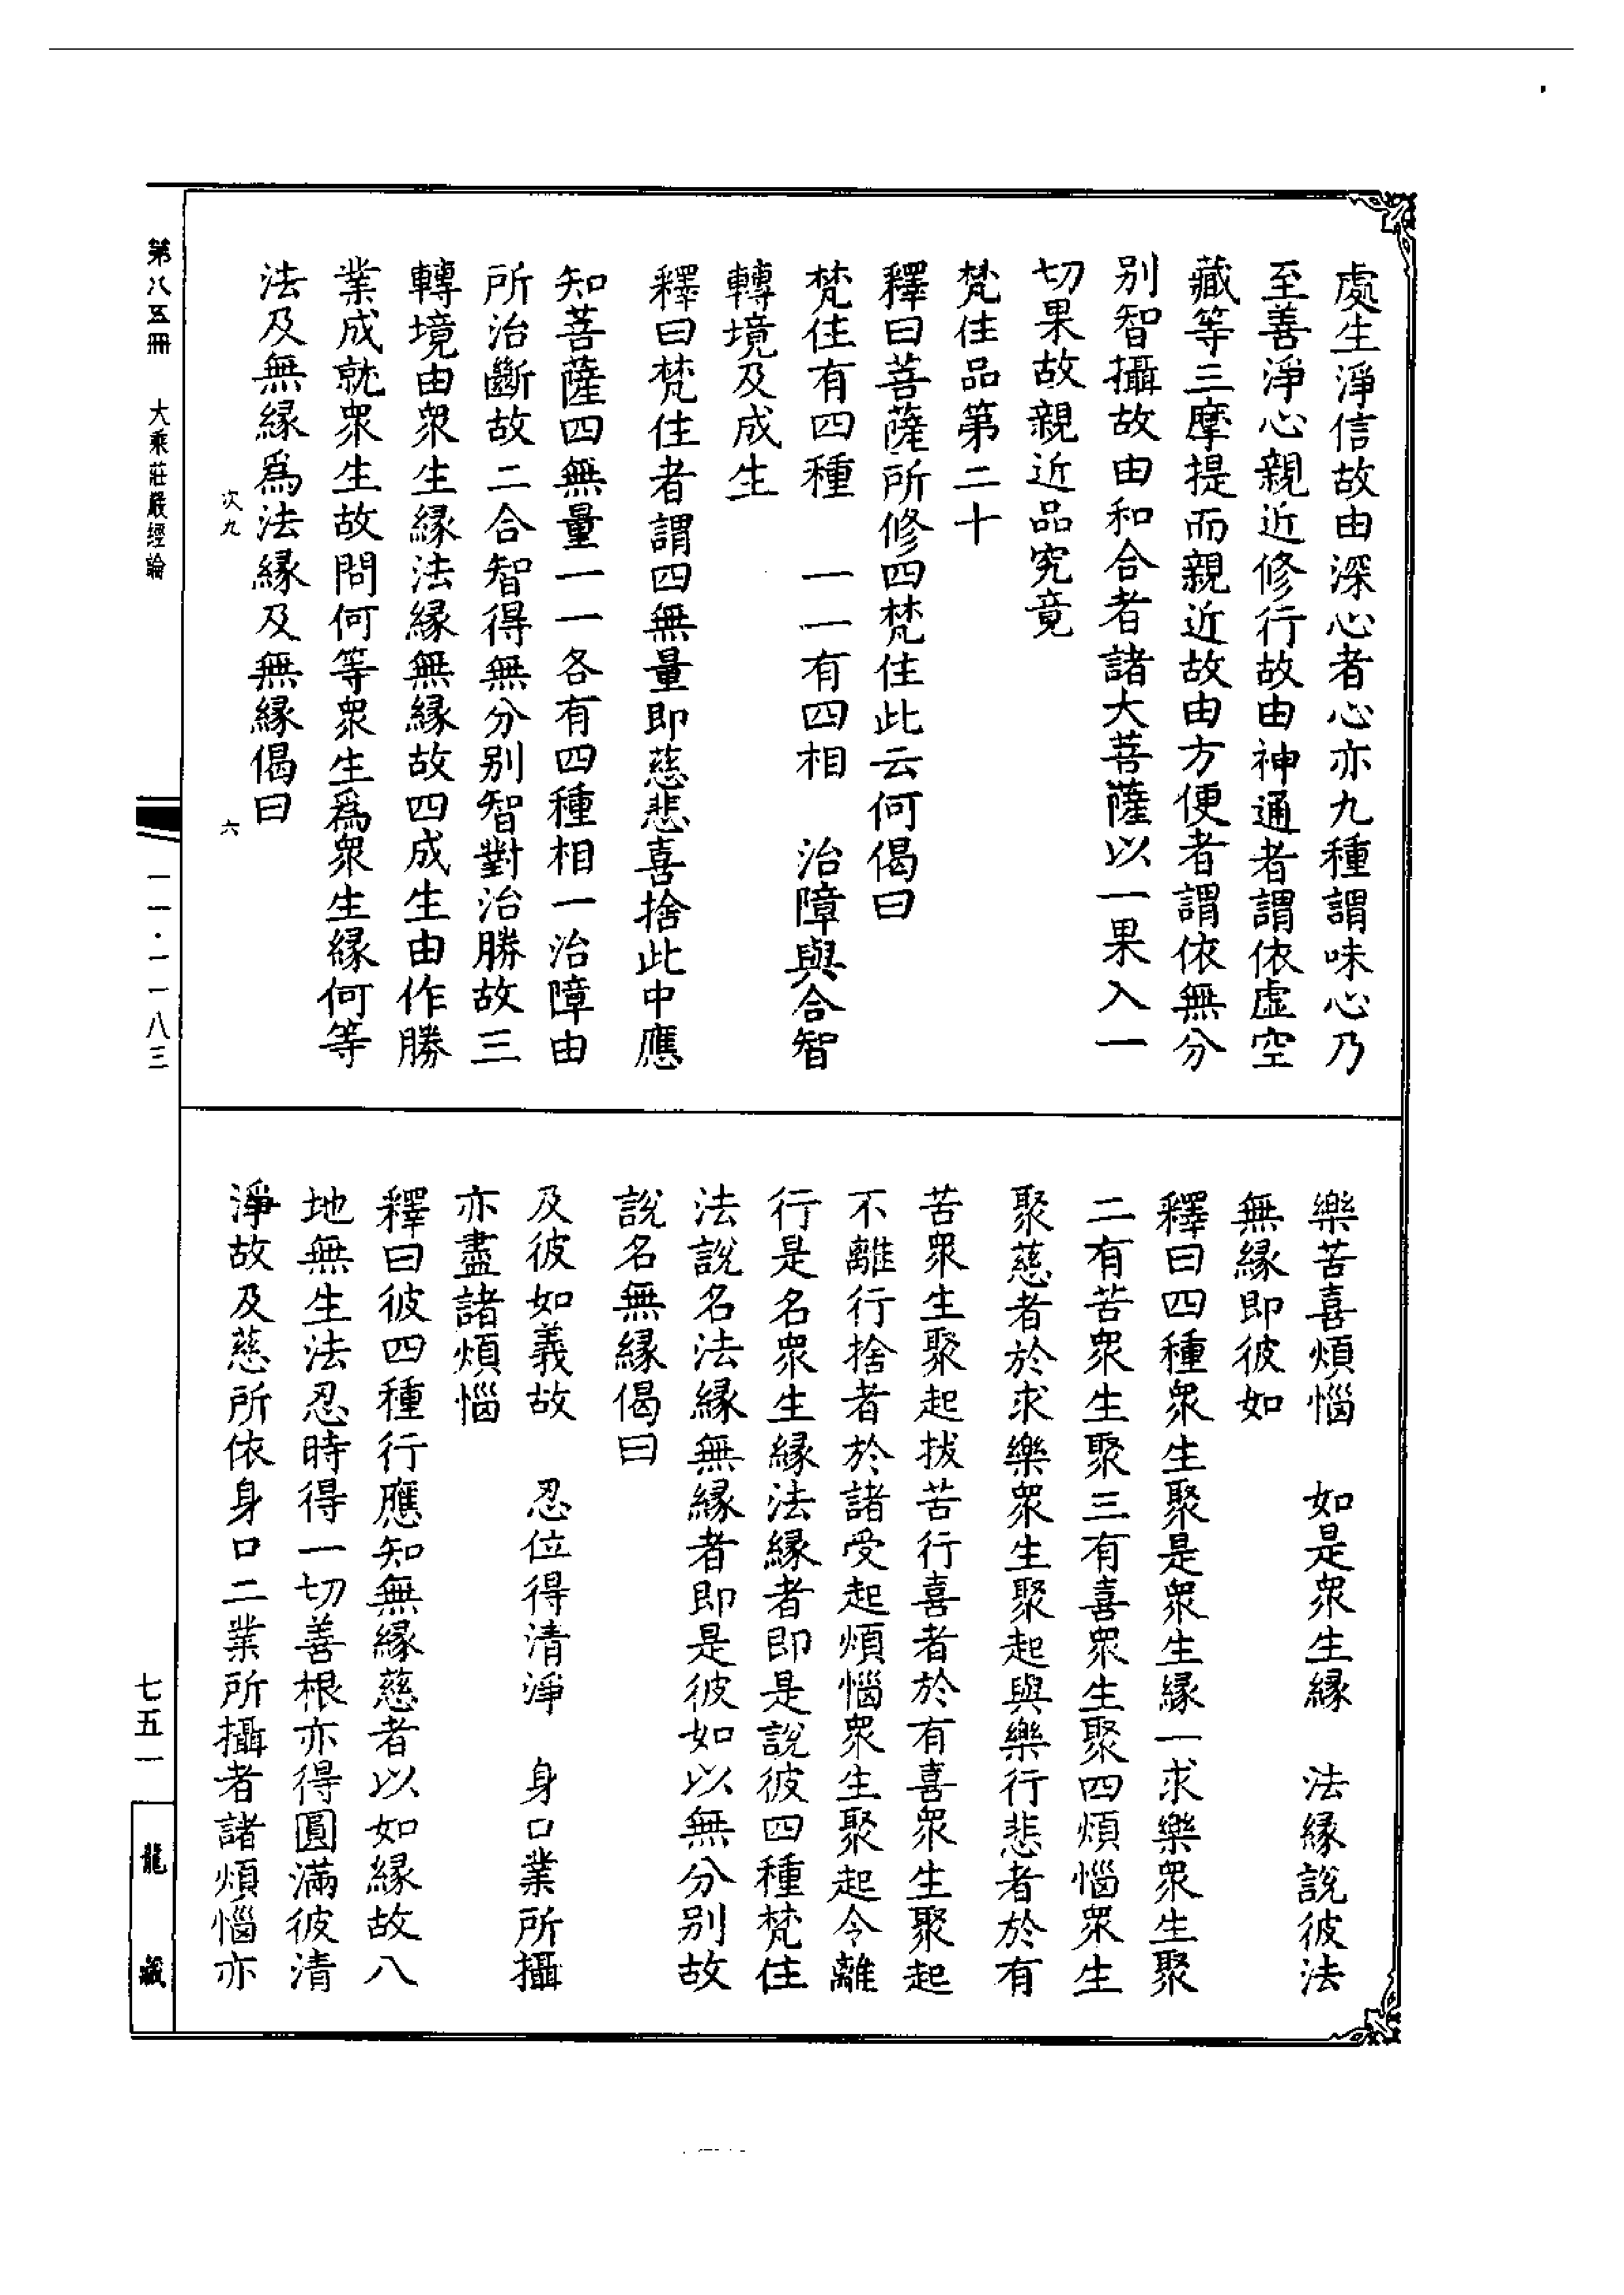 處生淨信故由深心者心亦九種謂味心乃
至善淨心親近修行故由神通者謂依虛空
藏等三摩提而親近故由方便者謂依無分
别智攝故由和合者諸大菩薩以一果入一
切果故親近品究竟
梵住品第二十
釋曰菩薩所修四梵住此云何偈曰
梵住有四種　一一有四相　治障與合智
轉境及成生
釋曰梵住者謂四無量即慈悲喜捨此中應
知菩薩四無量一一各有四種相一治障由
所治斷故二合智得無分别智對治勝故三
轉境由衆生緣法緣無緣故四成生由作勝
業成就衆生故問何等衆生爲衆生緣何等
法及無緣爲法緣及無緣偈曰
次九　六
樂苦喜煩惱　如是衆生緣　法緣說彼法
無緣即彼如
釋曰四種衆生聚是衆生緣一求樂衆生聚
二有苦衆生聚三有喜衆生聚四煩惱衆生
聚慈者於求樂衆生聚起與樂行悲者於有
苦衆生聚起拔苦行喜者於有喜衆生聚起
不離行捨者於諸受起煩惱衆生聚起令離
行是名衆生緣法緣者即是說彼四種梵住
法說名法緣無緣者即是彼如以無分别故
說名無緣偈曰
及彼如義故　忍位得清淨　身口業所攝
亦盡諸煩惱
釋曰彼四種行應知無緣慈者以如緣故八
地無生法忍時得一切善根亦得圓滿彼清
淨故及慈所依身口二業所攝者諸煩惱亦
第八五冊　大乘莊嚴經論
一一·一一八三
七五一
龍藏